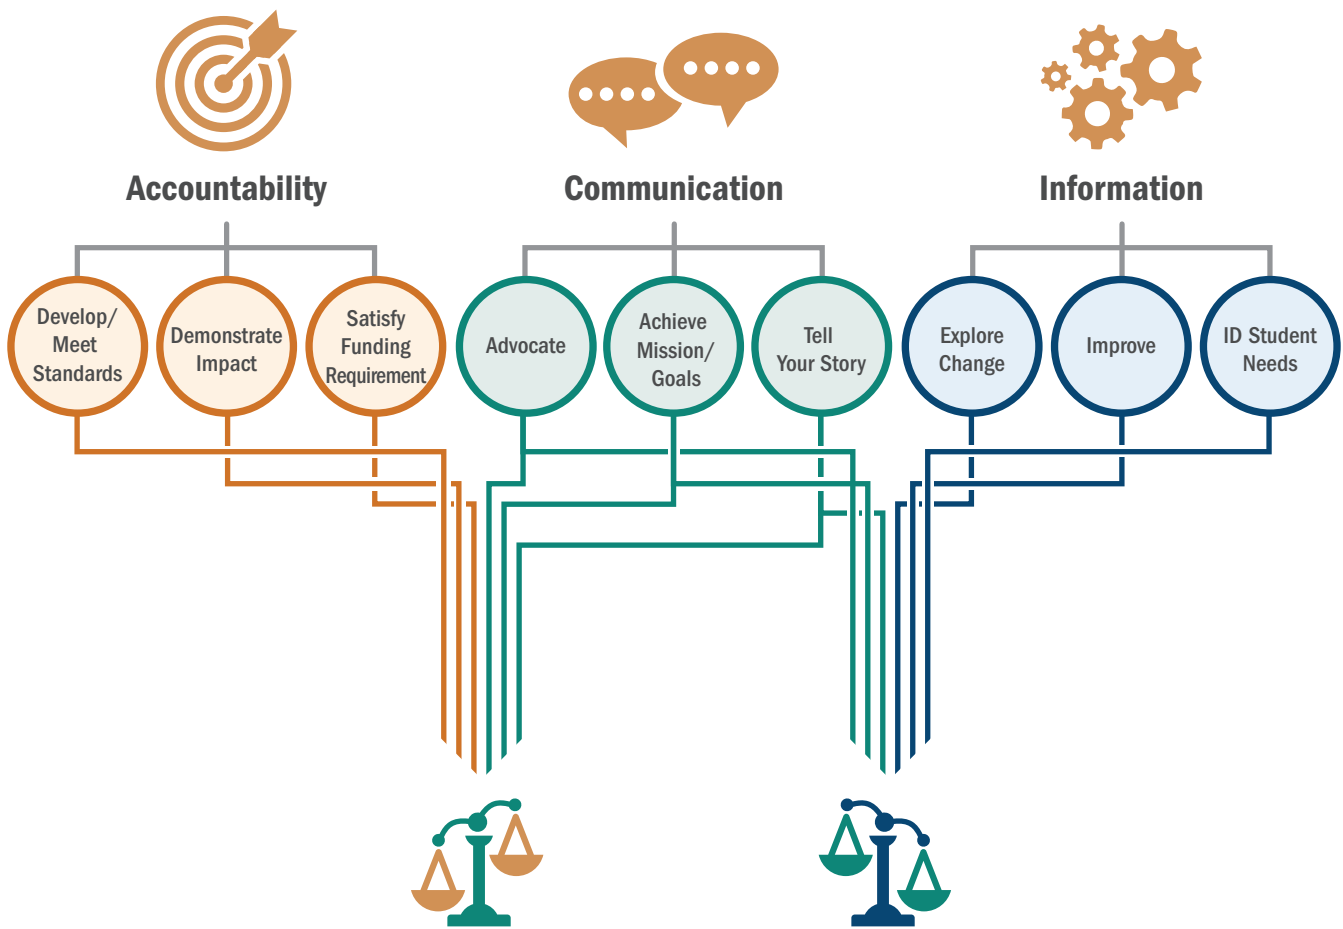 Accountability
Communication
Information
Develop/
Meet
Standards
Demonstrate
Impact
Satisfy
Funding
Requirement
Advocate
Achieve
Mission/
Goals
Tell
Your Story
Explore
Change
Improve
ID Student
Needs